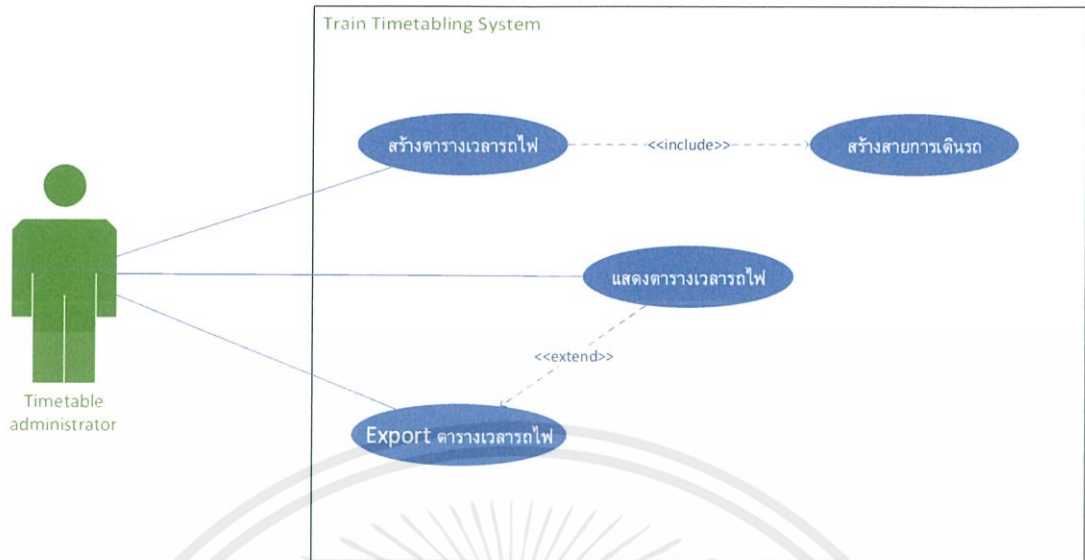 Train Timetabling System
สร้างตารางเวลารถไฟ
<<include>>
สร้างสายการเดินรถ
แสดงตารางเวลารถไฟ
<<extend>>
Export ตารางเวลารถไฟ
Timetable
administrator